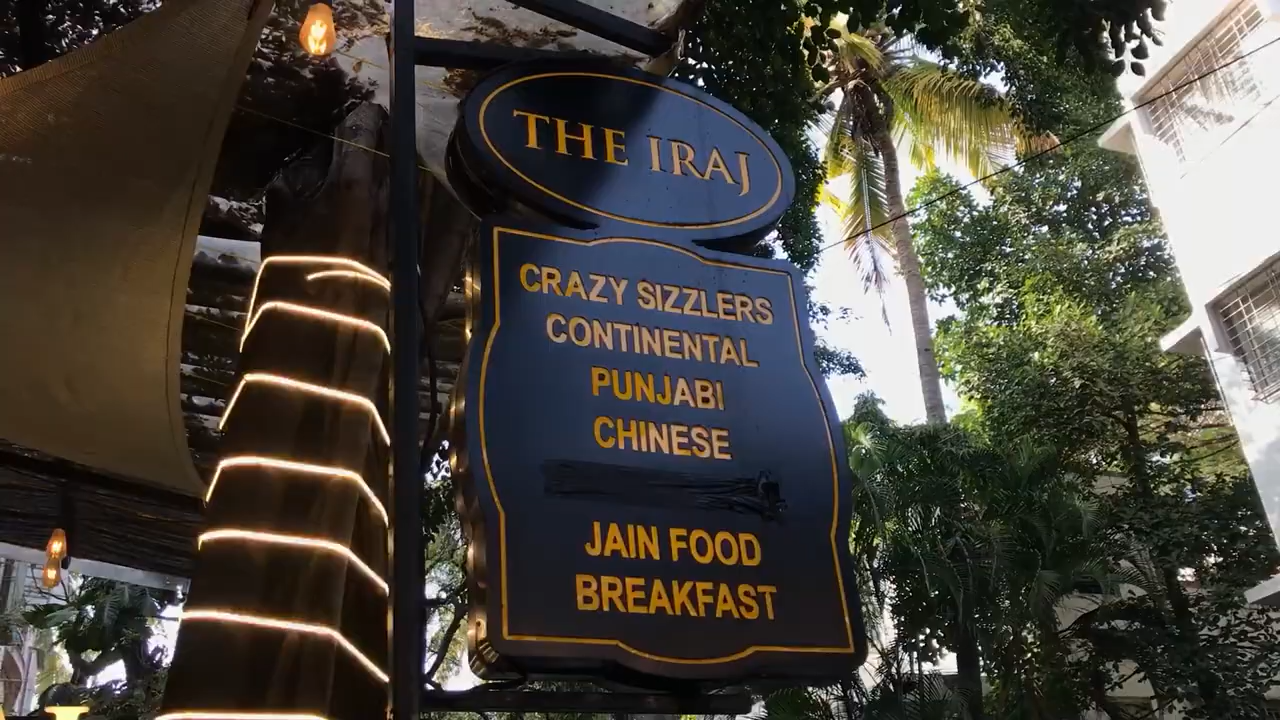 THE IRAJ
CRAZY SIZZLERS
CONTINENTAL
PUNJABI
CHINESE
JAIN FOOD
BREAKFAST